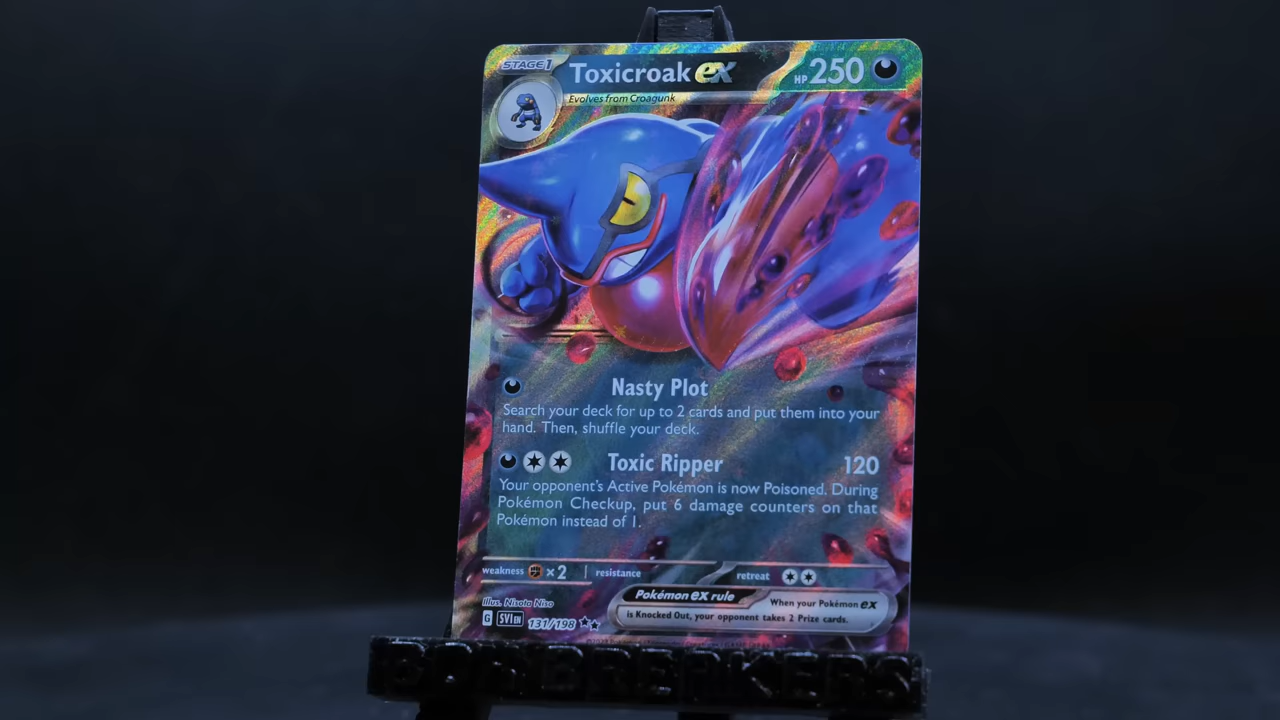 STAGE1
Toxicroak ex
HP 250
Evolves from Croagunk
Nasty Plot
Search your deck for up to 2 cards and put them into your
hand. Then, shuffle your deck.
Toxic Ripper 120
Your opponent's Active Pokémon is now Poisoned. During
Pokémon Checkup, put 6 damage counters on that
Pokémon instead of 1.
weakness ×2 resistance retreat
Illus. Nisota Niso
Pokémon ex rule When your Pokémon ex
is Knocked Out, your opponent takes 2 Prize cards.
G SVI EN 131/198
BREAKERS